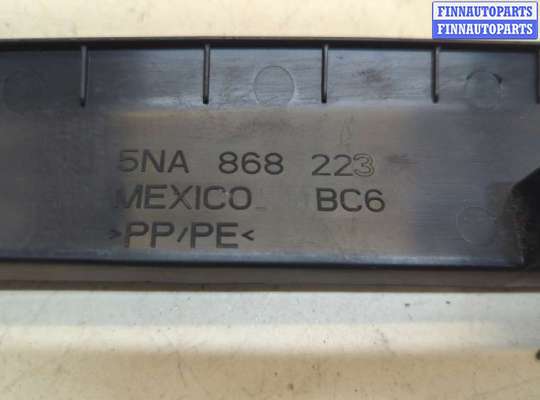 FINNAUTOPARTS
FINNAUTOPARTS
5NA 868 223
MEXICO BC6
>PP/PE<